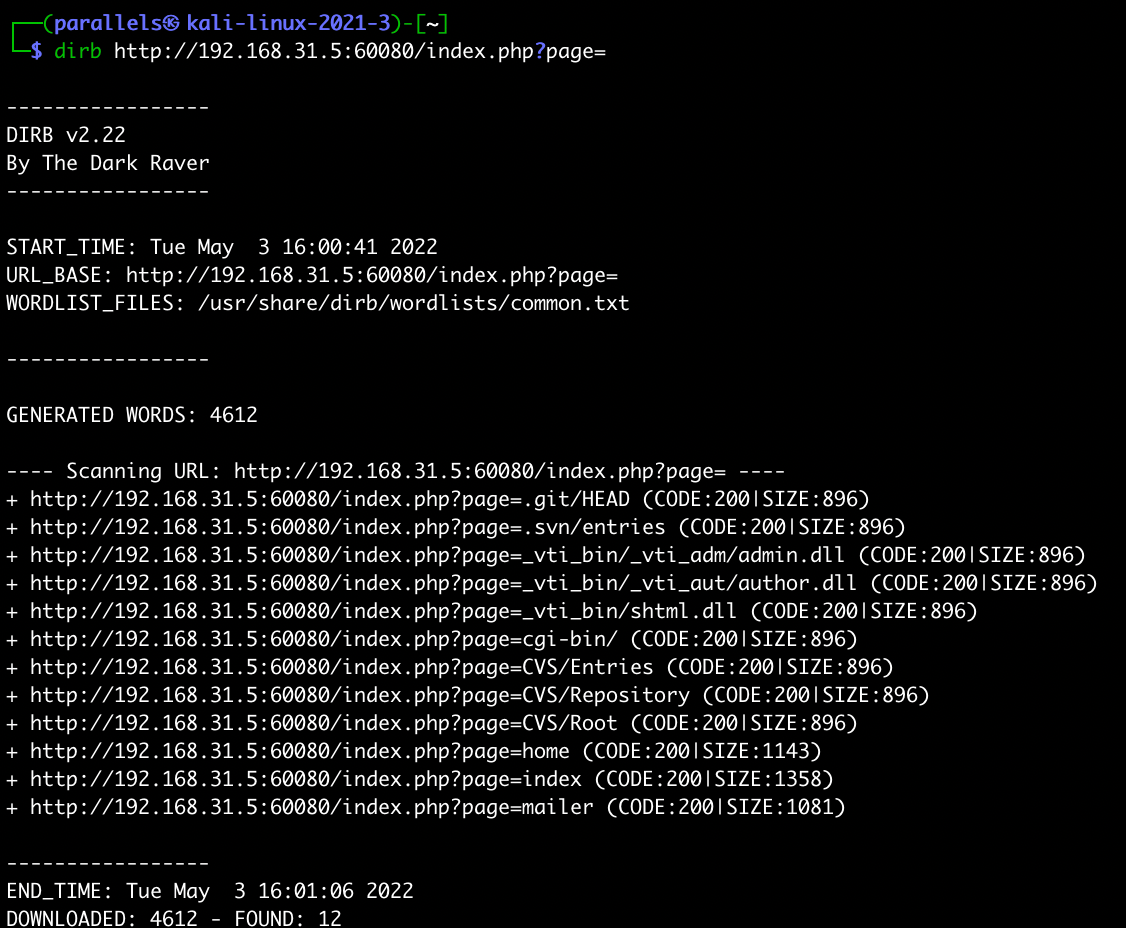 ┌──(parallels㉿kali-linux-2021-3)-[~]
└─$ dirb http://192.168.31.5:60080/index.php?page=
-----------------
DIRB v2.22
By The Dark Raver
-----------------
START_TIME: Tue May  3 16:00:41 2022
URL_BASE: http://192.168.31.5:60080/index.php?page=
WORDLIST_FILES: /usr/share/dirb/wordlists/common.txt
-----------------
GENERATED WORDS: 4612
---- Scanning URL: http://192.168.31.5:60080/index.php?page= ----
+ http://192.168.31.5:60080/index.php?page=.git/HEAD (CODE:200|SIZE:896)
+ http://192.168.31.5:60080/index.php?page=.svn/entries (CODE:200|SIZE:896)
+ http://192.168.31.5:60080/index.php?page=_vti_bin/_vti_adm/admin.dll (CODE:200|SIZE:896)
+ http://192.168.31.5:60080/index.php?page=_vti_bin/_vti_aut/author.dll (CODE:200|SIZE:896)
+ http://192.168.31.5:60080/index.php?page=_vti_bin/shtml.dll (CODE:200|SIZE:896)
+ http://192.168.31.5:60080/index.php?page=cgi-bin/ (CODE:200|SIZE:896)
+ http://192.168.31.5:60080/index.php?page=CVS/Entries (CODE:200|SIZE:896)
+ http://192.168.31.5:60080/index.php?page=CVS/Repository (CODE:200|SIZE:896)
+ http://192.168.31.5:60080/index.php?page=CVS/Root (CODE:200|SIZE:896)
+ http://192.168.31.5:60080/index.php?page=home (CODE:200|SIZE:1143)
+ http://192.168.31.5:60080/index.php?page=index (CODE:200|SIZE:1358)
+ http://192.168.31.5:60080/index.php?page=mailer (CODE:200|SIZE:1081)
-----------------
END_TIME: Tue May  3 16:01:06 2022
DOWNLOADED: 4612 - FOUND: 12